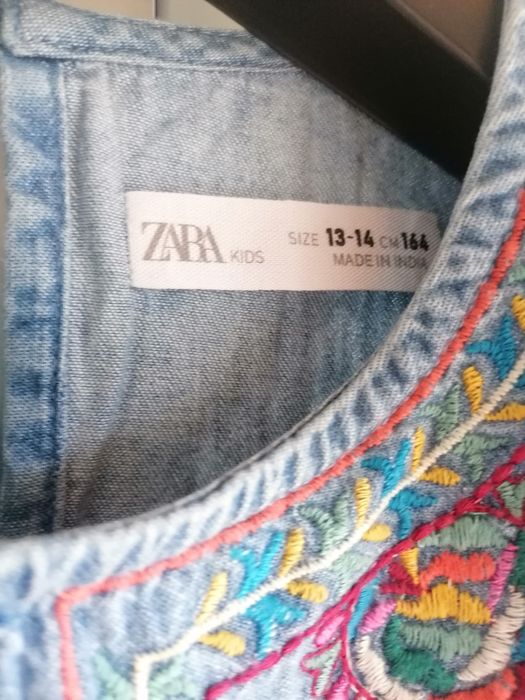 ZARA KIDS SIZE 13-14 CM 164
MADE IN INDIA